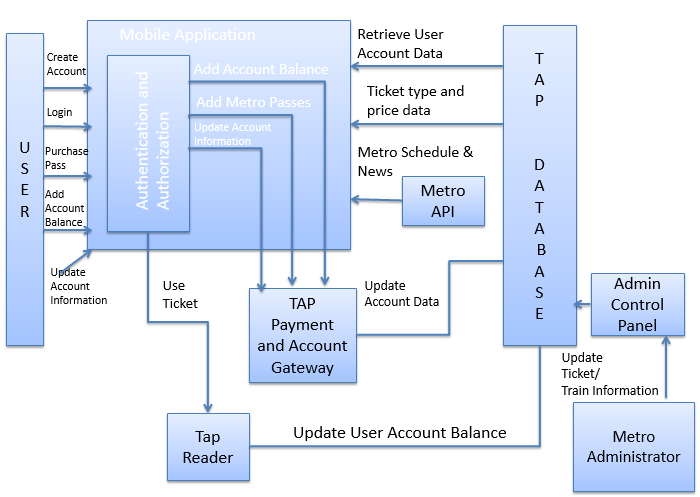 Mobile Application
Retrieve User
Account Data
T
A
P
D
A
T
A
B
A
S
E
Create
Account
Add Account Balance
Ticket type and
price data
Login
Add Metro Passes
Authentication and
Authorization
Update Account
Information
U
S
E
R
Purchase
Pass
Metro Schedule &
News
Metro
API
Add
Account
Balance
Update
Account
Information
Use
Ticket
TAP
Payment
and Account
Gateway
Update
Account Data
Admin
Control
Panel
Update
Ticket/
Train Information
Tap
Reader
Update User Account Balance
Metro
Administrator